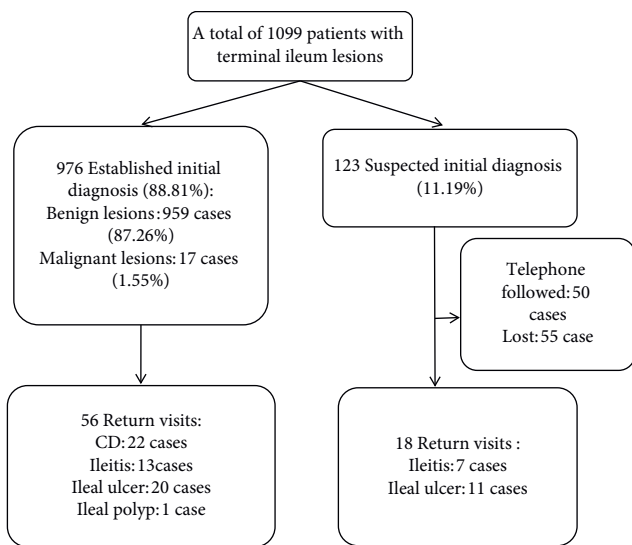 A total of 1099 patients with
terminal ileum lesions
976 Established initial
diagnosis (88.81%):
Benign lesions: 959 cases
(87.26%)
Malignant lesions: 17 cases
(1.55%)
123 Suspected initial diagnosis
(11.19%)
Telephone
followed: 50
cases
Lost: 55 case
56 Return visits:
CD: 22 cases
Ileitis: 13cases
Ileal ulcer: 20 cases
Ileal polyp: 1 case
18 Return visits :
Ileitis: 7 cases
Ileal ulcer: 11 cases